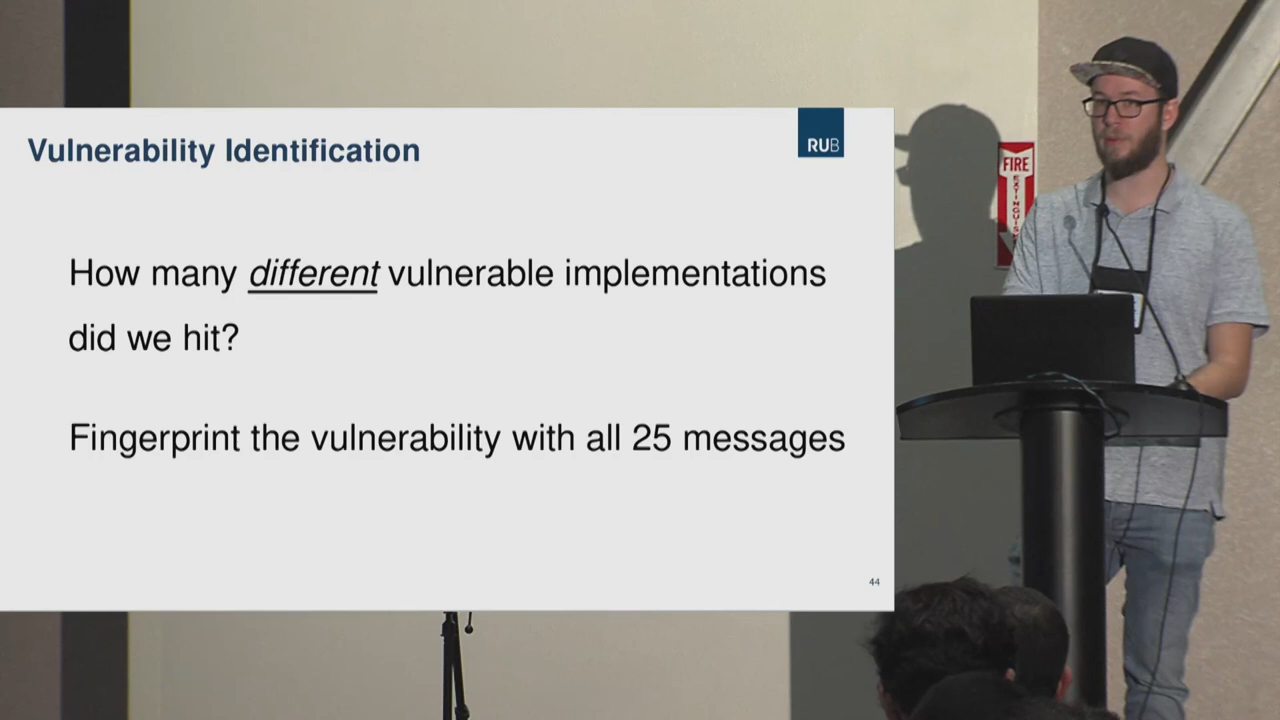 Vulnerability Identification
RUB
How many different vulnerable implementations
did we hit?
Fingerprint the vulnerability with all 25 messages
44
FIRE
EXTINGUIS